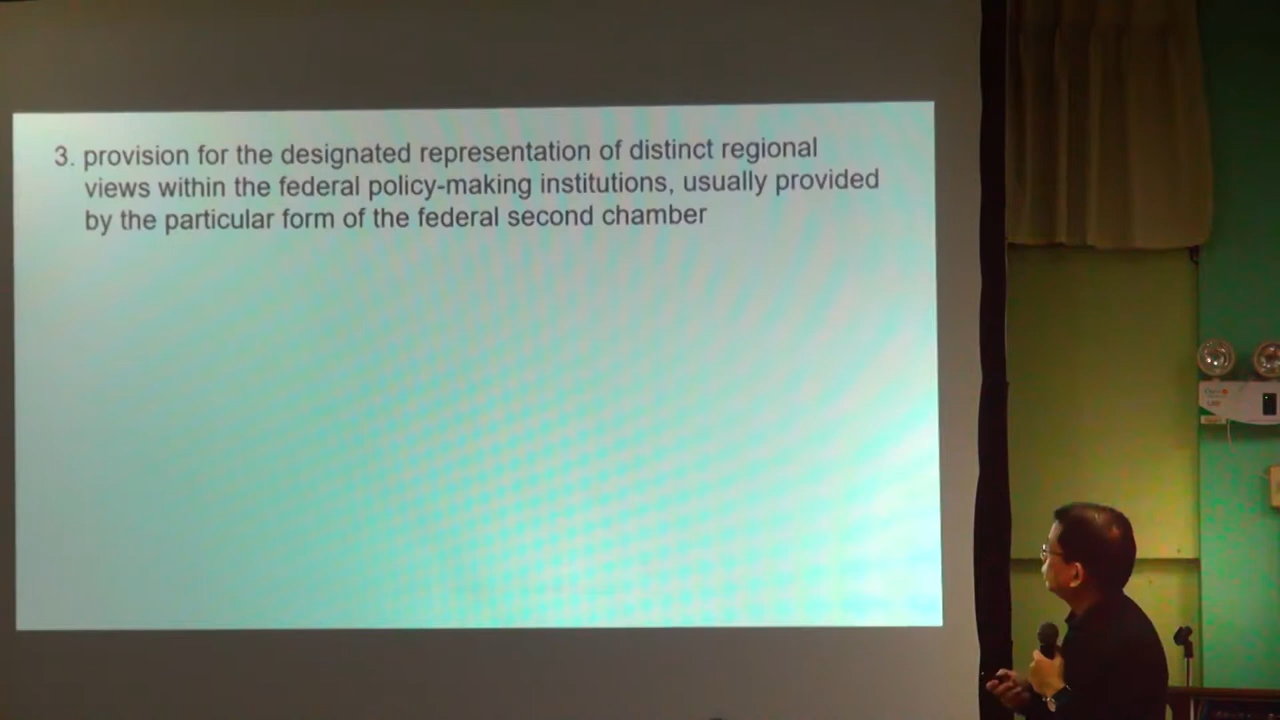 3. provision for the designated representation of distinct regional
views within the federal policy-making institutions, usually provided
by the particular form of the federal second chamber